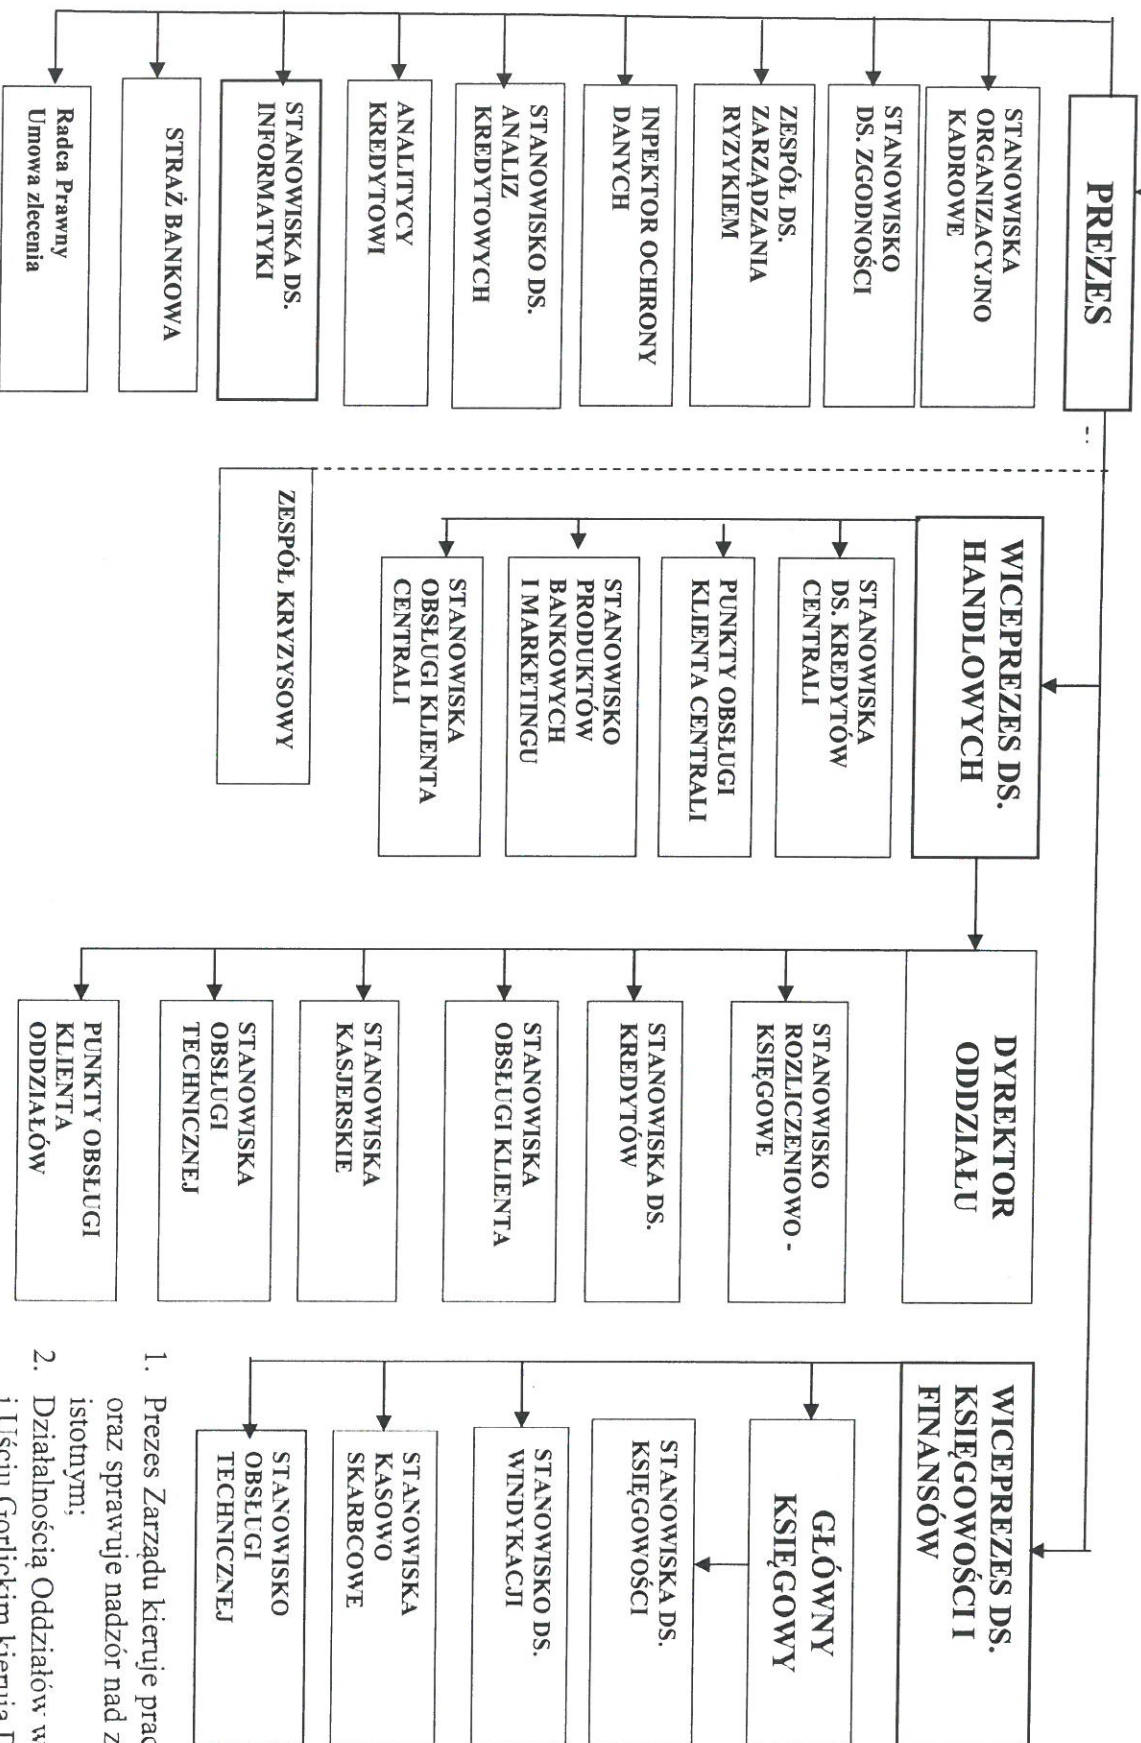 PREZES
STANOWISKA
ORGANIZACYJNO
KADROWE
STANOWISKO
DS. ZGODNOŚCI
ZESPÓŁ DS.
ZARZĄDZANIA
RYZYKIEM
INPEKTOR OCHRONY
DANYCH
STANOWISKO DS.
ANALIZ
KREDYTOWYCH
ANALITYCY
KREDYTOWI
STANOWISKA DS.
INFORMATYKI
STRAŻ BANKOWA
Radca Prawny
Umowa zlecenia
ZESPÓŁ KRYZYSOWY
WICEPREZES DS.
HANDLOWYCH
STANOWISKA
DS. KREDYTÓW
CENTRALI
PUNKTY OBSŁUGI
KLIENTA CENTRALI
STANOWISKO
PRODUKTÓW
BANKOWYCH
I MARKETINGU
STANOWISKA
OBSŁUGI KLIENTA
CENTRALI
DYREKTOR
ODDZIAŁU
STANOWISKO
ROZLICZENIOWO -
KSIĘGOWE
STANOWISKA DS.
KREDYTÓW
STANOWISKA
OBSŁUGI KLIENTA
STANOWISKA
KASJERSKIE
STANOWISKA
OBSŁUGI
TECHNICZNEJ
PUNKTY OBSŁUGI
KLIENTA
ODDZIAŁÓW
WICEPREZES DS.
KSIĘGOWOŚCI I
FINANSÓW
GŁÓWNY
KSIĘGOWY
STANOWISKA DS.
KSIĘGOWOŚCI
STANOWISKO DS.
WINDYKACJI
STANOWISKA
KASOWO
SKARBCOWE
STANOWISKO
OBSŁUGI
TECHNICZNEJ
1. Prezes Zarządu kieruje
oraz sprawuje nadzór nad
istotnym;
2. Działalnością Oddziałów
i Uściu Gorlickim kierują